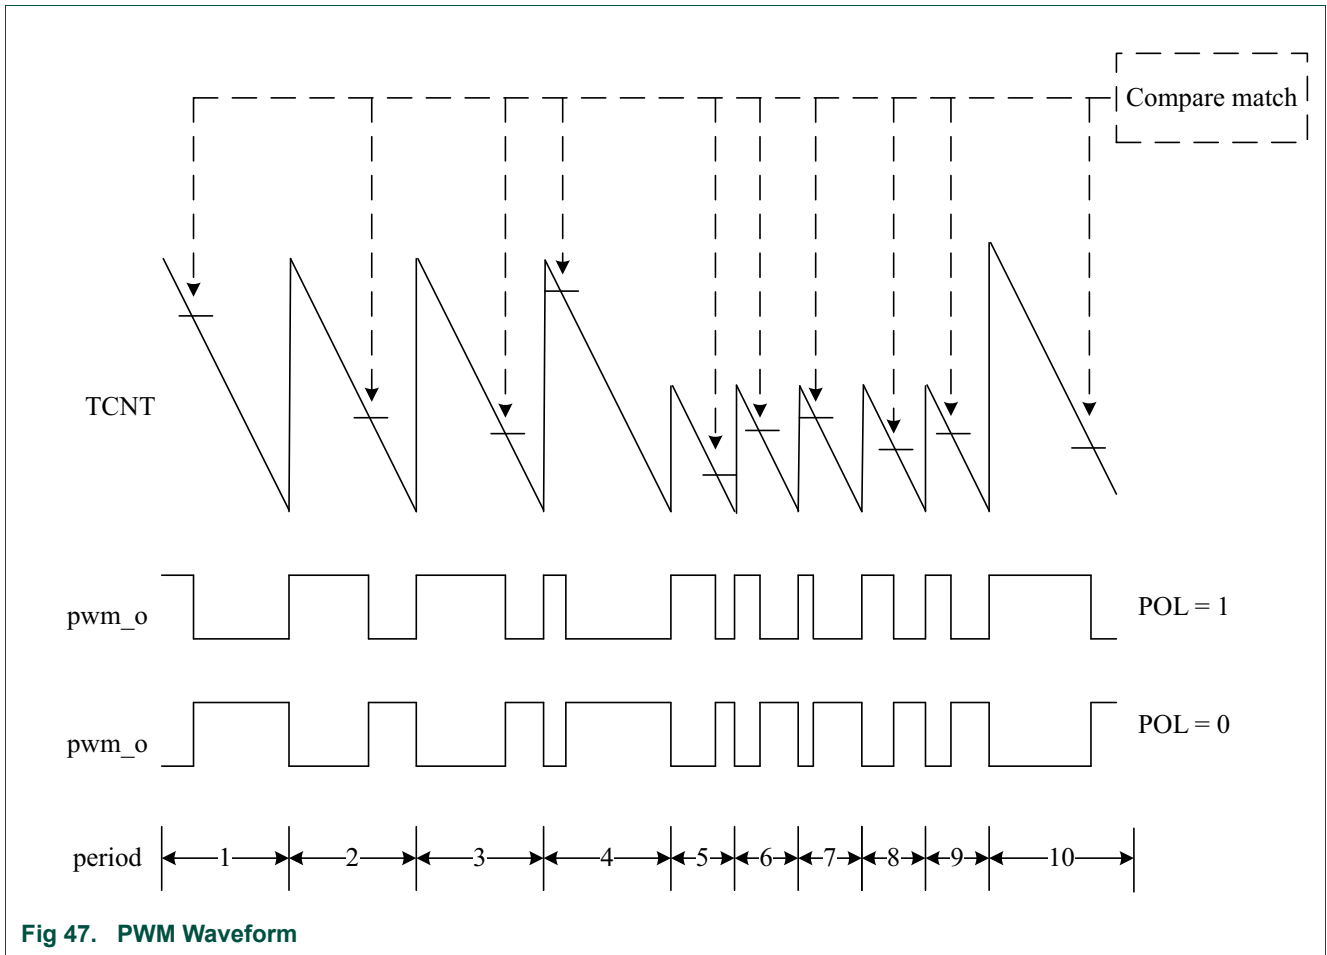 Compare match
TCNT
pwm_o
POL = 1
pwm_o
POL = 0
period 1 2 3 4 5 6 7 8 9 10
Fig 47. PWM Waveform